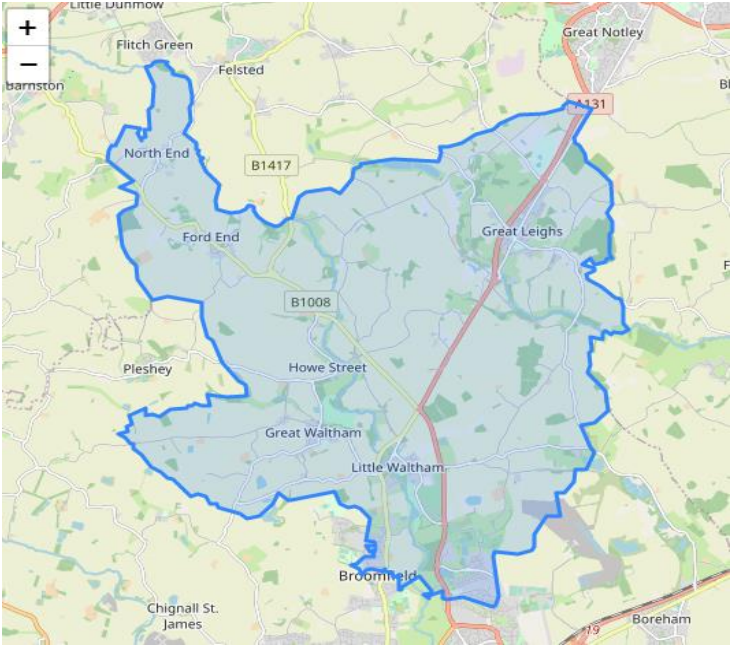 Little Dunmow
+
Flitch Green
Great Notley
−
Felsted
Barnston
A131
North End
B1417
Great Leighs
Ford End
B1008
Pleshey
Howe Street
Great Waltham
Little Waltham
Broomfield
Chignall St.
James
19
Boreham